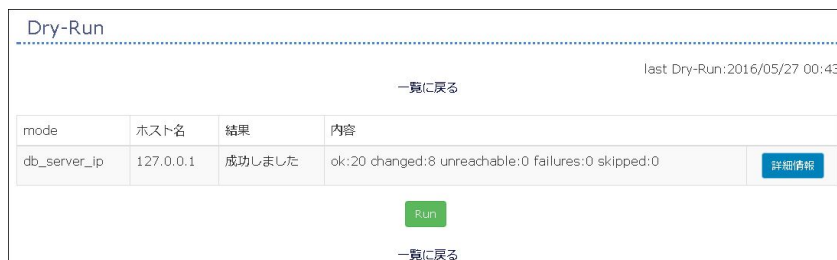 Dry-Run
last Dry-Run:2016/05/27 00:43
一覧に戻る
mode ホスト名 結果 内容
db_server_ip 127.0.0.1 成功しました ok:20 changed:8 unreachable:0 failures:0 skipped:0 詳細情報
Run
一覧に戻る